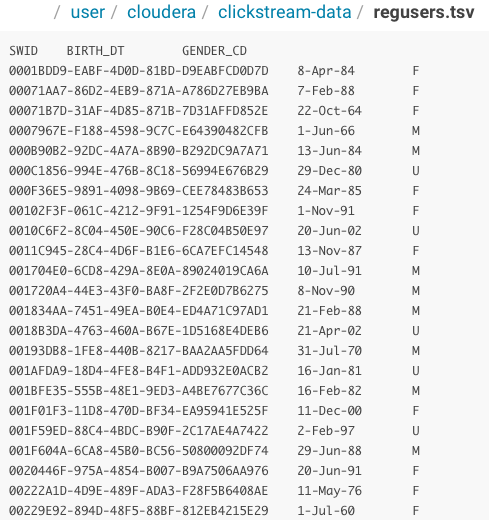 / user / cloudera / clickstream-data / regusers.tsv
SWID BIRTH_DT GENDER_CD
0001BDD9-EABF-4D0D-81BD-D9EABFCD0D7D 8-Apr-84 F
00071AA7-86D2-4EB9-871A-A786D27EB9BA 7-Feb-88 F
00071B7D-31AF-4D85-871B-7D31AFFD852E 22-Oct-64 F
0007967E-F188-4598-9C7C-E64390482CFB 1-Jun-66 M
000B90B2-92DC-4A7A-8B90-B292DC9A7A71 13-Jun-84 M
000C1856-994E-476B-8C18-56994E676B29 29-Dec-80 U
000F36E5-9891-4098-9B69-CEE78483B653 24-Mar-85 F
00102F3F-061C-4212-9F91-1254F9D6E39F 1-Nov-91 F
0010C6F2-8C04-450E-90C6-F28C04B50E97 20-Jun-02 U
0011C945-28C4-4D6F-B1E6-6CA7EFC14548 13-Nov-87 F
001704E0-6CD8-429A-8E0A-89024019CA6A 10-Jul-91 M
001720A4-44E3-43F0-BA8F-2F2E0D7B6275 8-Nov-90 M
001834AA-7451-49EA-B0E4-ED4A71C97AD1 21-Feb-88 M
0018B3DA-4763-460A-B67E-1D5168E4DEB6 21-Apr-02 U
00193DB8-1FE8-440B-8217-BAA2AA5FDD64 31-Jul-70 M
001AFDA9-18D4-4FE8-B4F1-ADD932E0ACB2 16-Jan-81 U
001BFE35-555B-48E1-9ED3-A4BE7677C36C 16-Feb-82 M
001F01F3-11D8-470D-BF34-EA95941E525F 11-Dec-00 F
001F59ED-88C4-4BDC-B90F-2C17AE4A7422 2-Feb-97 U
001F604A-6CA8-45B0-BC56-50800092DF74 29-Jun-88 M
0020446F-975A-4854-B007-B9A7506AA976 20-Jun-91 F
00222A1D-4D9E-489F-ADA3-F28F5B6408AE 11-May-76 F
00229E92-894D-48F5-88BF-812EB4215E29 1-Jul-60 F